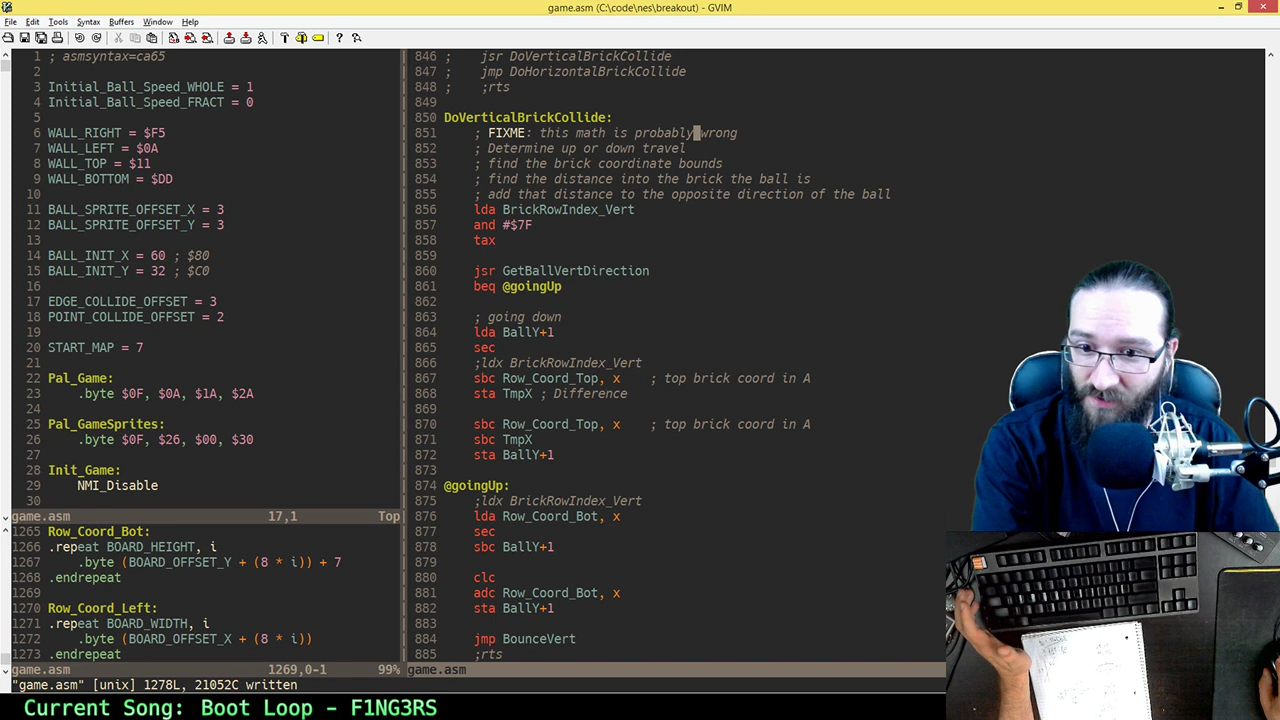 game.asm (C:\code\nes\breakout) - GVIM
File Edit Tools Syntax Buffers Window Help
1 ; asmsyntax=ca65
2
3 Initial_Ball_Speed_WHOLE = 1
4 Initial_Ball_Speed_FRACT = 0
5
6 WALL_RIGHT = $F5
7 WALL_LEFT = $0A
8 WALL_TOP = $11
9 WALL_BOTTOM = $DD
10
11 BALL_SPRITE_OFFSET_X = 3
12 BALL_SPRITE_OFFSET_Y = 3
13
14 BALL_INIT_X = 60 ; $80
15 BALL_INIT_Y = 32 ; $C0
16
17 EDGE_COLLIDE_OFFSET = 3
18 POINT_COLLIDE_OFFSET = 2
19
20 START_MAP = 7
21
22 Pal_Game:
23 .byte $0F, $0A, $1A, $2A
24
25 Pal_GameSprites:
26 .byte $0F, $26, $00, $30
27
28 Init_Game:
29 NMI_Disable
30
game.asm 17,1 Top
1265 Row_Coord_Bot:
1266 .repeat BOARD_HEIGHT, i
1267 .byte (BOARD_OFFSET_Y + (8 * i)) + 7
1268 .endrepeat
1269
1270 Row_Coord_Left:
1271 .repeat BOARD_WIDTH, i
1272 .byte (BOARD_OFFSET_X + (8 * i))
1273 .endrepeat
game.asm 1269,0-1 99%
846 ; jsr DoVerticalBrickCollide
847 ; jmp DoHorizontalBrickCollide
848 ; ;rts
849
850 DoVerticalBrickCollide:
851 ; FIXME: this math is probably wrong
852 ; Determine up or down travel
853 ; find the brick coordinate bounds
854 ; find the distance into the brick the ball is
855 ; add that distance to the opposite direction of the ball
856 lda BrickRowIndex_Vert
857 and #$7F
858 tax
859
860 jsr GetBallVertDirection
861 beq @goingUp
862
863 ; going down
864 lda BallY+1
865 sec
866 ;ldx BrickRowIndex_Vert
867 sbc Row_Coord_Top, x ; top brick coord in A
868 sta TmpX ; Difference
869
870 sbc Row_Coord_Top, x ; top brick coord in A
871 sbc TmpX
872 sta BallY+1
873
874 @goingUp:
875 ;ldx BrickRowIndex_Vert
876 lda Row_Coord_Bot, x
877 sec
878 sbc BallY+1
879
880 clc
881 adc Row_Coord_Bot, x
882 sta BallY+1
883
884 jmp BounceVert
885 ;rts
game.asm
"game.asm" [unix] 1278L, 21052C written
Current Song: Boot Loop - F1NG3RS